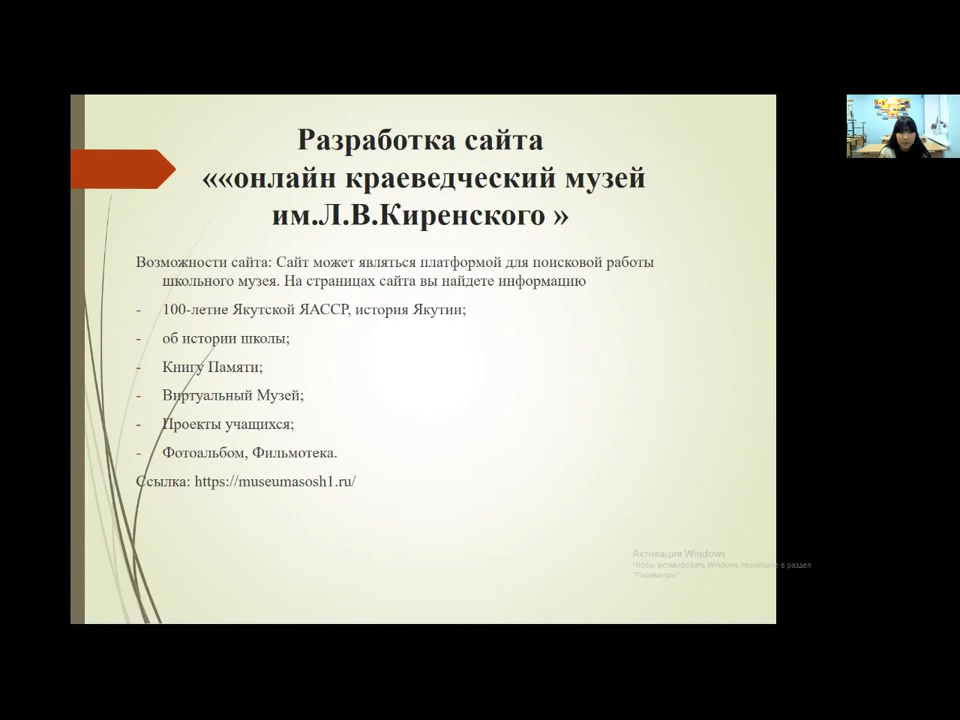 Разработка сайта
««онлайн краеведческий музей
им.Л.В.Киренского »
Возможности сайта: Сайт может являться платформой для поисковой работы
школьного музея. На страницах сайта вы найдете информацию
- 100-летие Якутской ЯАССР, история Якутии;
- об истории школы;
- Книгу Памяти;
- Виртуальный Музей;
- Проекты учащихся;
- Фотоальбом, Фильмотека.
Ссылка: https://museumasosh1.ru/
Активация Windows
Чтобы активировать Windows, перейдите в раздел
"Параметры".